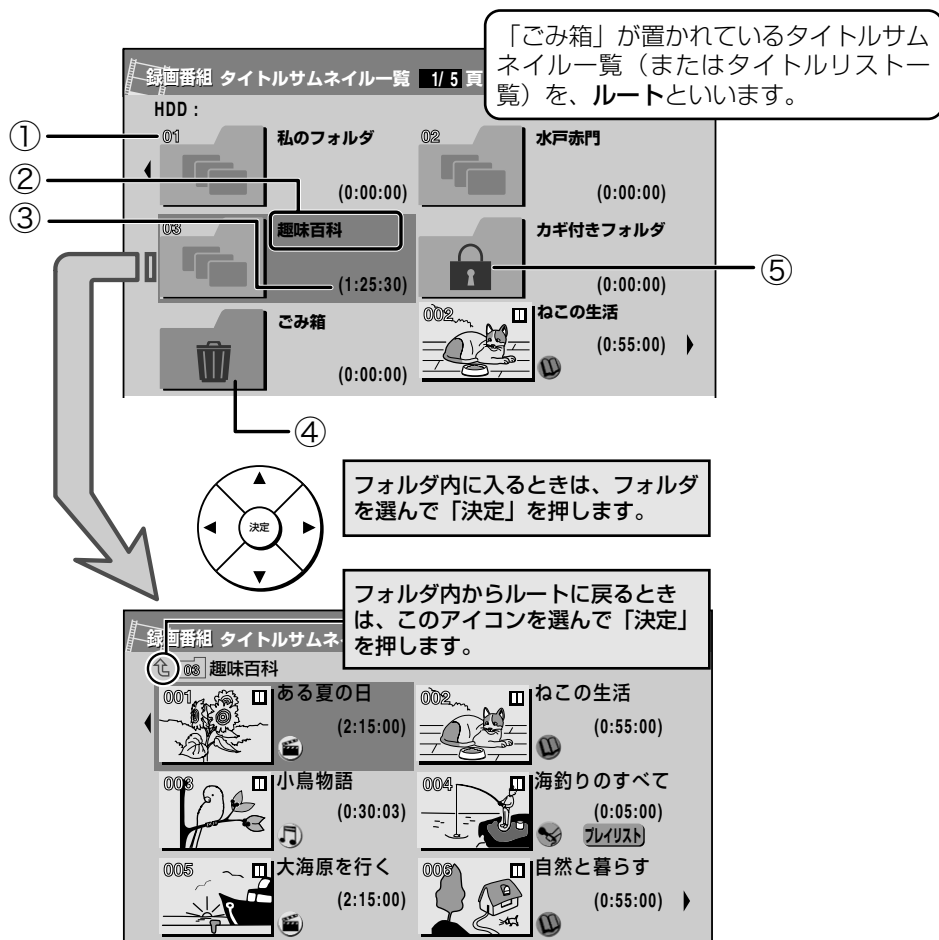 「ごみ箱」が置かれているタイトルサム
ネイル一覧（またはタイトルリスト一
覧）を、ルートといいます。
録画番組 タイトルサムネイル一覧 1/ 5 頁
HDD :
①
01
私のフォルダ
(0:00:00)
02
水戸赤門
(0:00:00)
②
③
03
趣味百科
(1:25:30)
カギ付きフォルダ
(0:00:00)
⑤
ごみ箱
(0:00:00)
④
002
ねこの生活
(0:55:00)
決定
フォルダ内に入るときは、フォルダ
を選んで「決定」を押します。
フォルダ内からルートに戻るとき
は、このアイコンを選んで「決定」
を押します。
録画番組 タイトルサムネ
03 趣味百科
001
ある夏の日
(2:15:00)
002
ねこの生活
(0:55:00)
003
小鳥物語
(0:30:03)
004
海釣りのすべて
(0:05:00)
プレイリスト
005
大海原を行く
(2:15:00)
006
自然と暮らす
(0:55:00)